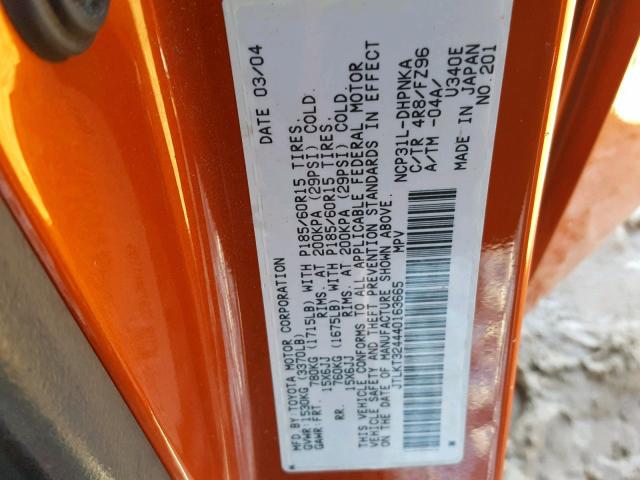 MFD BY TOYOTA MOTOR CORPORATION DATE 03/04
GVWR: 1530KG (3370LB)
GAWR: FRT. 780KG (1715LB) WITH P185/60R15 TIRES.
15X6JJ RIMS. AT 200KPA (29PSI) COLD.
RR. 760KG (1675LB) WITH P185/60R15 TIRES.
15X6JJ RIMS. AT 200KPA (29PSI) COLD.
THIS VEHICLE CONFORMS TO ALL APPLICABLE FEDERAL MOTOR
VEHICLE SAFETY AND THEFT PREVENTION STANDARDS IN EFFECT
ON THE DATE OF MANUFACTURE SHOWN ABOVE.
JTLKT324440163665 MPV
NCP31L-DHPNKA
C/TR 4R8/FZ96
A/TM -04A/ U340E
MADE IN JAPAN
NO.201